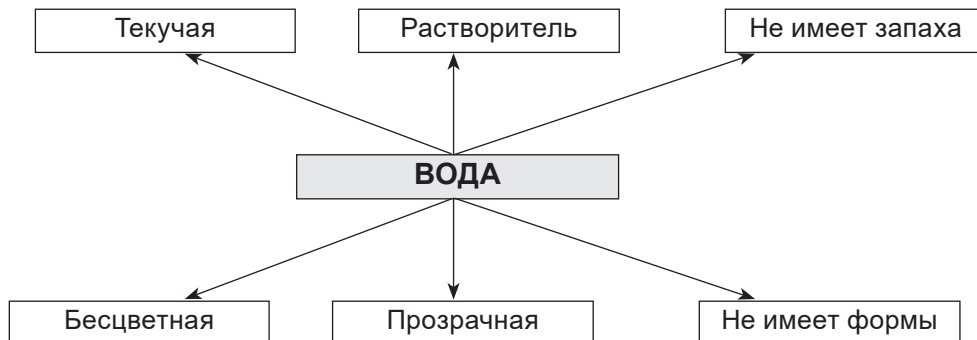 Текучая
Растворитель
Не имеет запаха
ВОДА
Бесцветная
Прозрачная
Не имеет формы